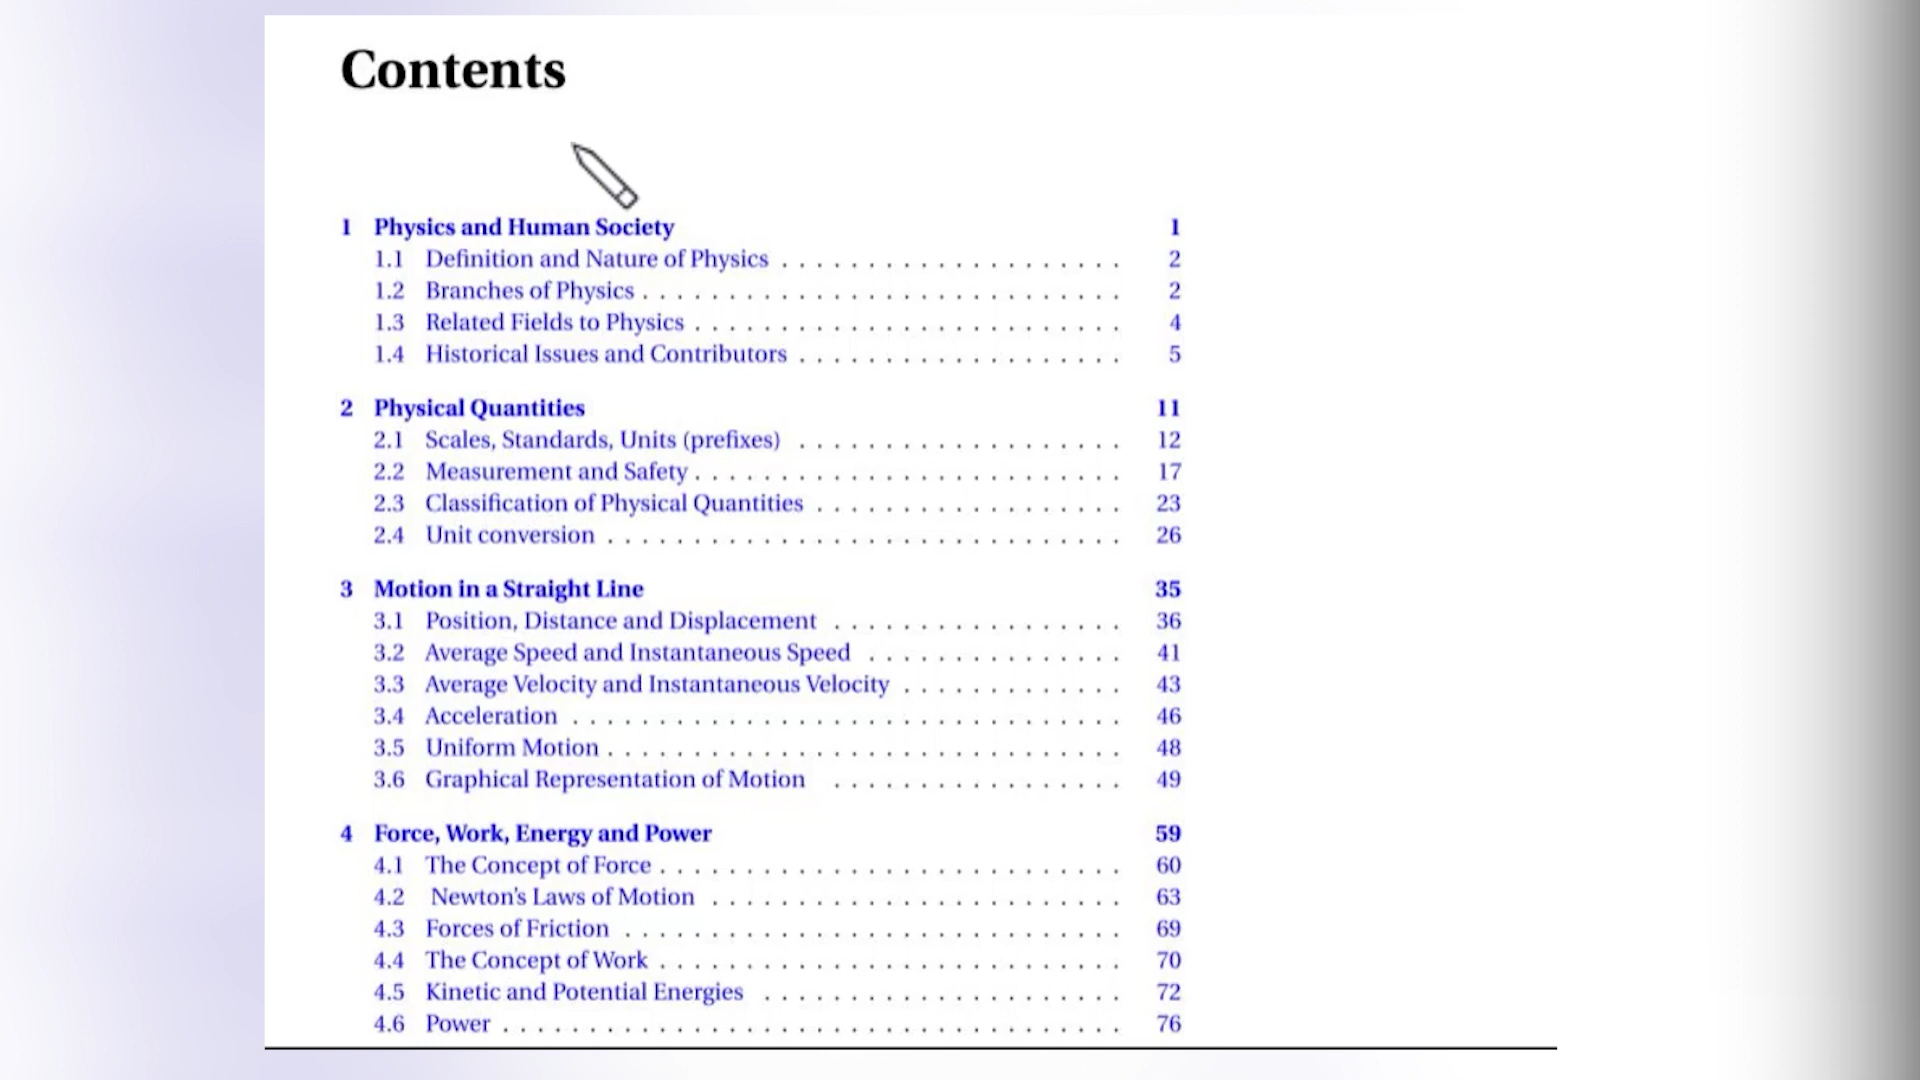 Contents
1 Physics and Human Society 1
1.1 Definition and Nature of Physics . . . . . . . . . . . . . . . . . . . . 2
1.2 Branches of Physics . . . . . . . . . . . . . . . . . . . . . . . . . . . . 2
1.3 Related Fields to Physics . . . . . . . . . . . . . . . . . . . . . . . . . 4
1.4 Historical Issues and Contributors . . . . . . . . . . . . . . . . . . . 5
2 Physical Quantities 11
2.1 Scales, Standards, Units (prefixes) . . . . . . . . . . . . . . . . . . . 12
2.2 Measurement and Safety . . . . . . . . . . . . . . . . . . . . . . . . . 17
2.3 Classification of Physical Quantities . . . . . . . . . . . . . . . . . . 23
2.4 Unit conversion . . . . . . . . . . . . . . . . . . . . . . . . . . . . . . 26
3 Motion in a Straight Line 35
3.1 Position, Distance and Displacement . . . . . . . . . . . . . . . . . 36
3.2 Average Speed and Instantaneous Speed . . . . . . . . . . . . . . . 41
3.3 Average Velocity and Instantaneous Velocity . . . . . . . . . . . . . 43
3.4 Acceleration . . . . . . . . . . . . . . . . . . . . . . . . . . . . . . . . 46
3.5 Uniform Motion . . . . . . . . . . . . . . . . . . . . . . . . . . . . . . 48
3.6 Graphical Representation of Motion . . . . . . . . . . . . . . . . . 49
4 Force, Work, Energy and Power 59
4.1 The Concept of Force . . . . . . . . . . . . . . . . . . . . . . . . . . . 60
4.2 Newton's Laws of Motion . . . . . . . . . . . . . . . . . . . . . . . . 63
4.3 Forces of Friction . . . . . . . . . . . . . . . . . . . . . . . . . . . . . 69
4.4 The Concept of Work . . . . . . . . . . . . . . . . . . . . . . . . . . . 70
4.5 Kinetic and Potential Energies . . . . . . . . . . . . . . . . . . . . . 72
4.6 Power . . . . . . . . . . . . . . . . . . . . . . . . . . . . . . . . . . . . 76